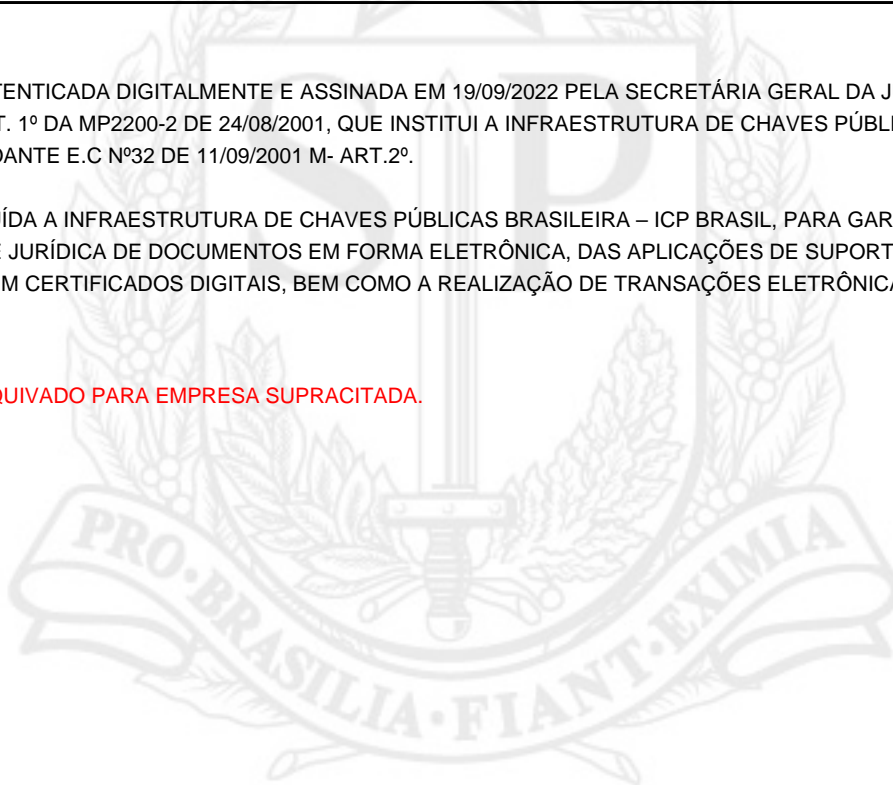 TENTICADA DIGITALMENTE E ASSINADA EM 19/09/2022 PELA SECRETÁRIA GERAL DA J
T. 1º DA MP2200-2 DE 24/08/2001, QUE INSTITUI A INFRAESTRUTURA DE CHAVES PÚBL
DANTE E.C Nº32 DE 11/09/2001 M- ART.2º.
ÍDA A INFRAESTRUTURA DE CHAVES PÚBLICAS BRASILEIRA – ICP BRASIL, PARA GAR
E JURÍDICA DE DOCUMENTOS EM FORMA ELETRÔNICA, DAS APLICAÇÕES DE SUPORT
M CERTIFICADOS DIGITAIS, BEM COMO A REALIZAÇÃO DE TRANSAÇÕES ELETRÔNICA
QUIVADO PARA EMPRESA SUPRACITADA.
SP
PRO·BRASILIA·FIANT·EXIMIA